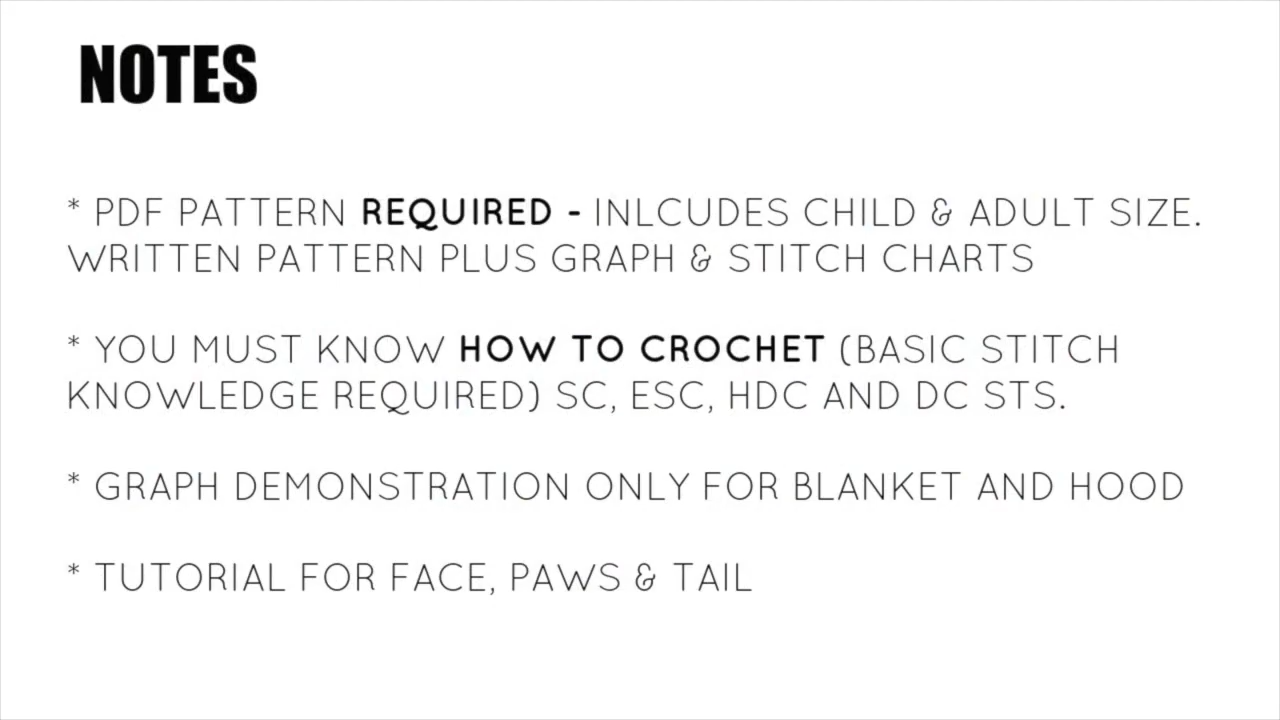 NOTES
* PDF PATTERN REQUIRED - INLCUDES CHILD & ADULT SIZE.
WRITTEN PATTERN PLUS GRAPH & STITCH CHARTS
* YOU MUST KNOW HOW TO CROCHET (BASIC STITCH
KNOWLEDGE REQUIRED) SC, ESC, HDC AND DC STS.
* GRAPH DEMONSTRATION ONLY FOR BLANKET AND HOOD
* TUTORIAL FOR FACE, PAWS & TAIL